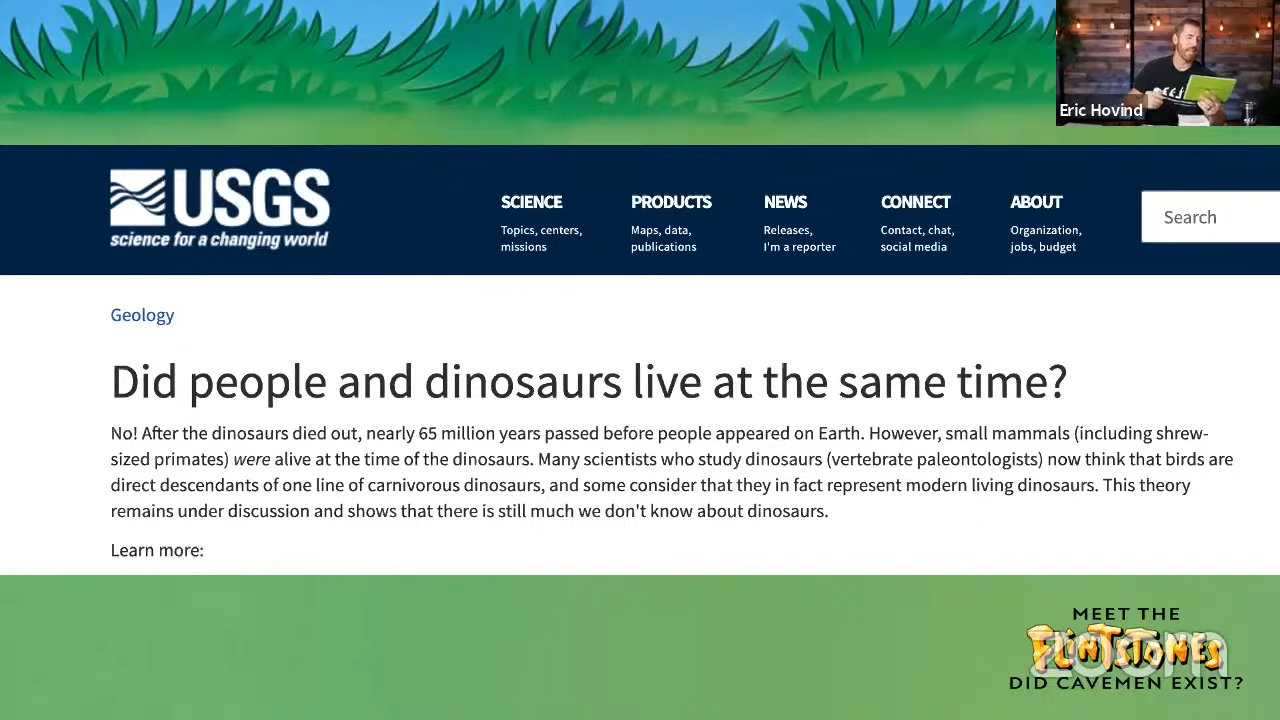 Eric Hovind
USGS
science for a changing world
SCIENCE
Topics, centers,
missions
PRODUCTS
Maps, data,
publications
NEWS
Releases,
I'm a reporter
CONNECT
Contact, chat,
social media
ABOUT
Organization,
jobs, budget
Search
Geology
Did people and dinosaurs live at the same time?
No! After the dinosaurs died out, nearly 65 million years passed before people appeared on Earth. However, small mammals (including shrew-
sized primates) were alive at the time of the dinosaurs. Many scientists who study dinosaurs (vertebrate paleontologists) now think that birds are
direct descendants of one line of carnivorous dinosaurs, and some consider that they in fact represent modern living dinosaurs. This theory
remains under discussion and shows that there is still much we don't know about dinosaurs.
Learn more:
MEET THE
FLINTSTONES
zoom
DID CAVEMEN EXIST?